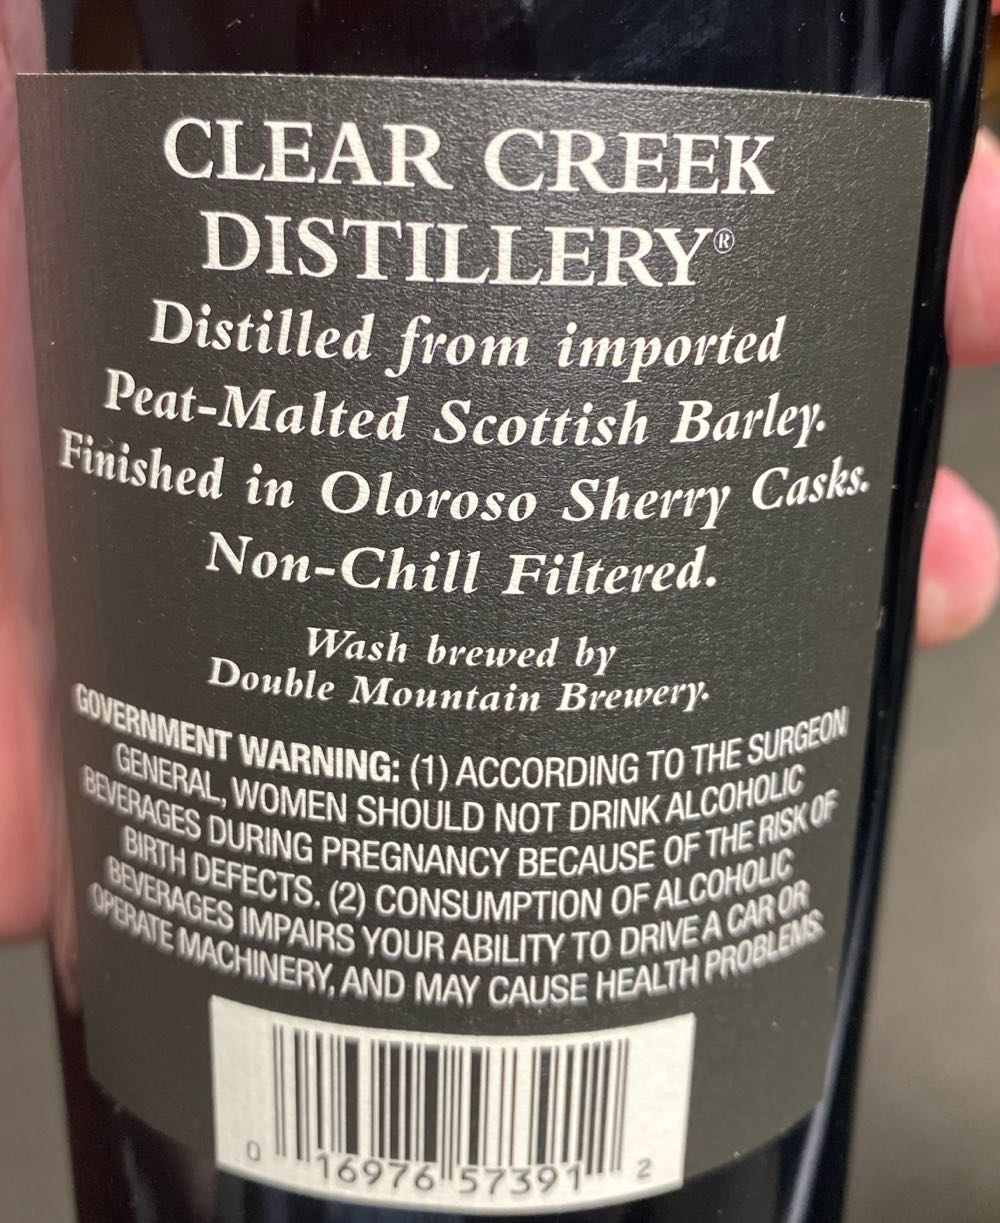 CLEAR CREEK
DISTILLERY®
Distilled from imported
Peat-Malted Scottish Barley.
Finished in Oloroso Sherry Casks.
Non-Chill Filtered.
Wash brewed by
Double Mountain Brewery.
GOVERNMENT WARNING: (1) ACCORDING TO THE SURGEON
GENERAL, WOMEN SHOULD NOT DRINK ALCOHOLIC
BEVERAGES DURING PREGNANCY BECAUSE OF THE RISK OF
BIRTH DEFECTS. (2) CONSUMPTION OF ALCOHOLIC
BEVERAGES IMPAIRS YOUR ABILITY TO DRIVE A CAR OR
OPERATE MACHINERY, AND MAY CAUSE HEALTH PROBLEMS.
0 16976 57391 2